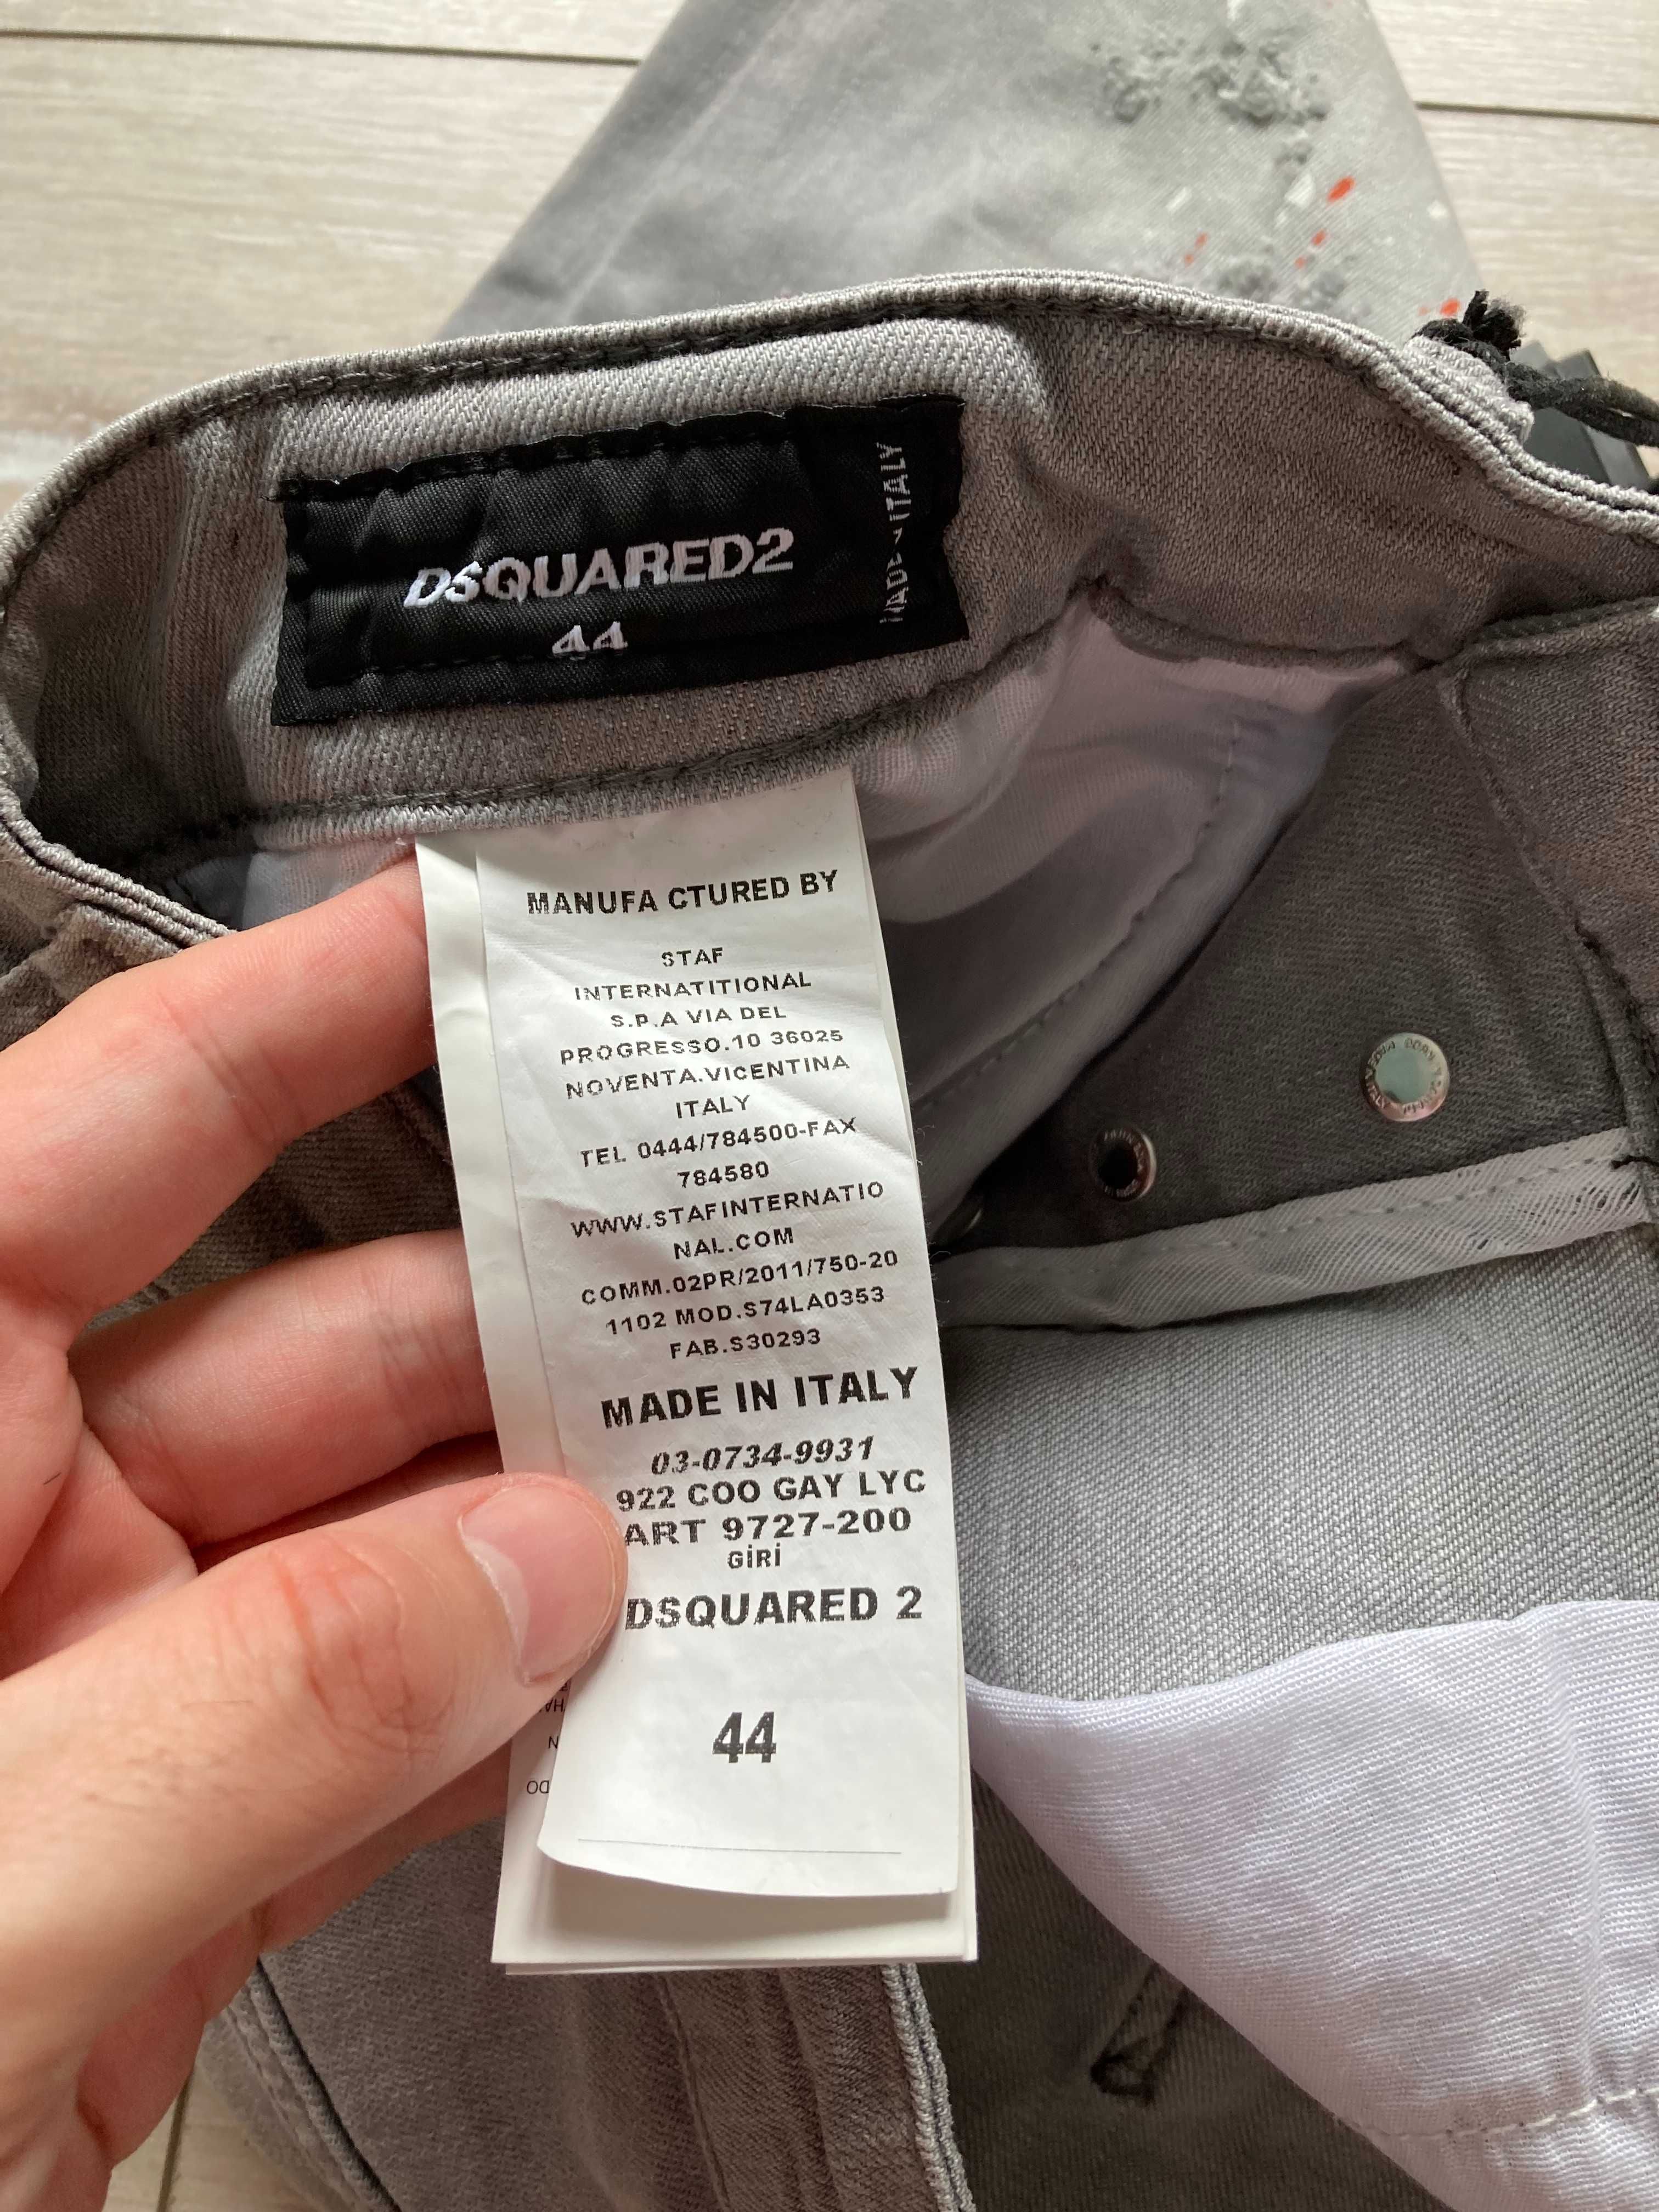 DSQUARED2
44
MADE IN ITALY
MANUFA CTURED BY
STAF
INTERNATITIONAL
S.P.A VIA DEL
PROGRESSO.10 36025
NOVENTA.VICENTINA
ITALY
TEL 0444/784500-FAX
784580
WWW.STAFINTERNATIO
NAL.COM
COMM.02PR/2011/750-20
1102 MOD.S74LA0353
FAB.S30293
MADE IN ITALY
03-0734-9931
922 COO GAY LYC
ART 9727-200
GİRİ
DSQUARED 2
44